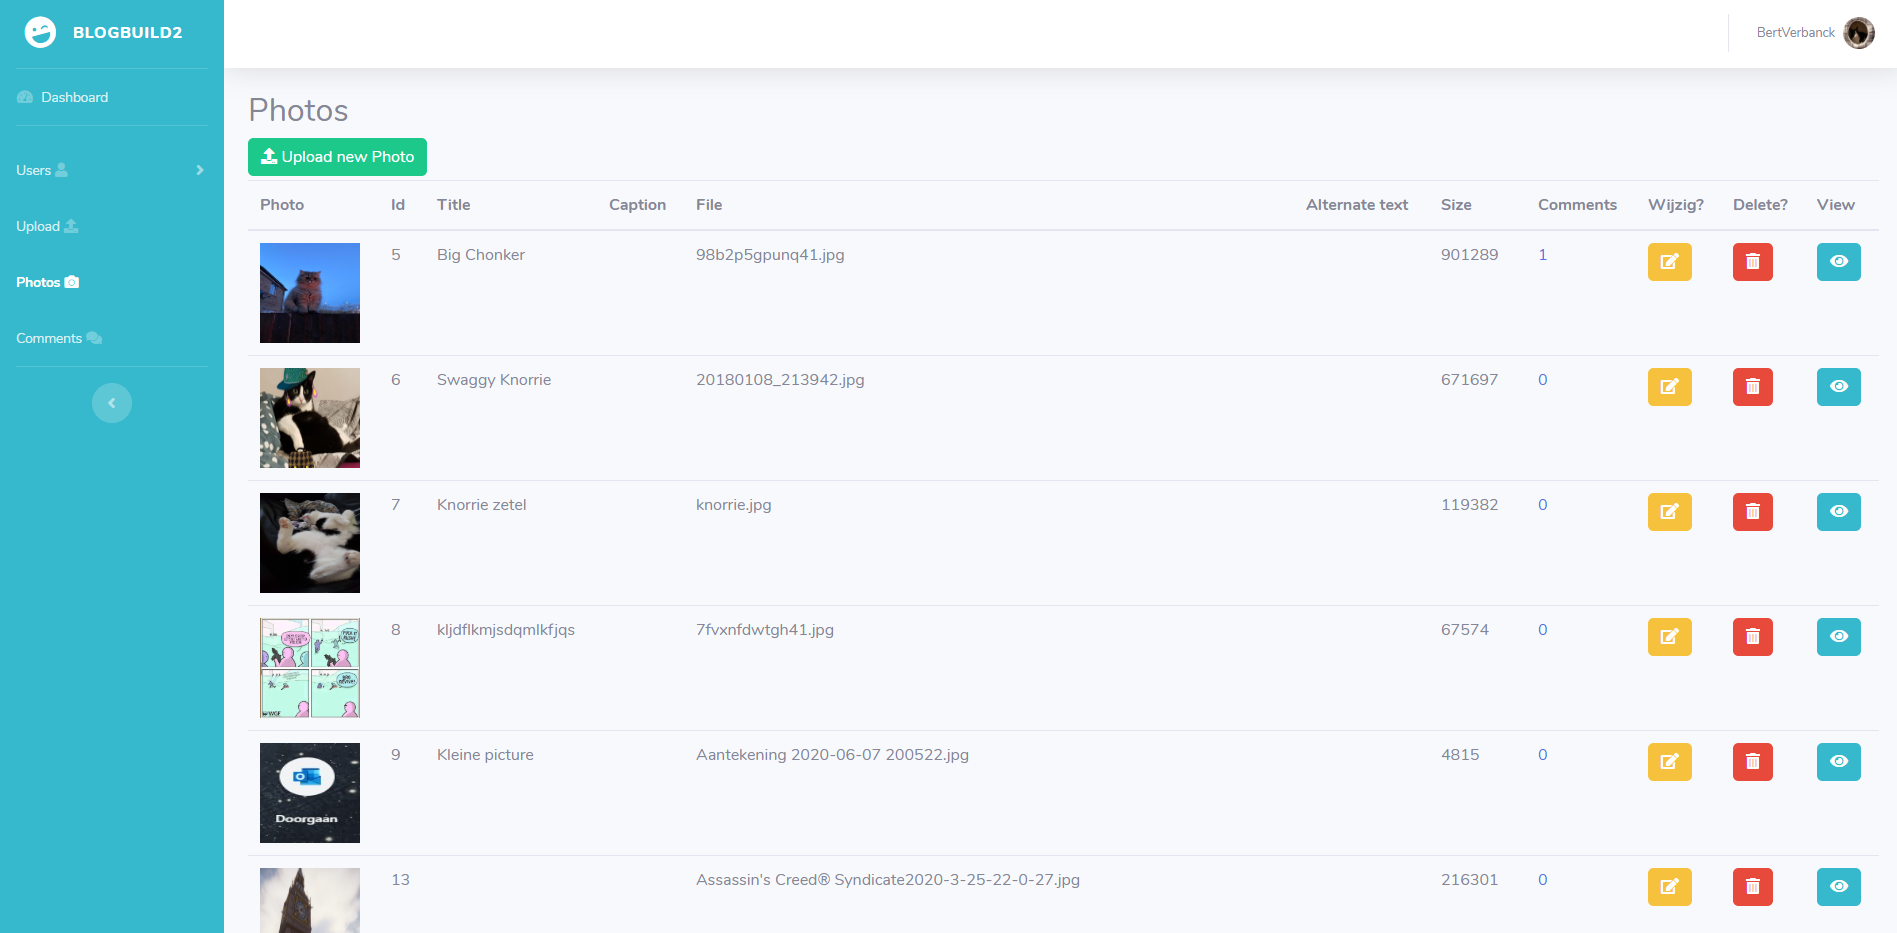 BLOGBUILD2
BertVerbanck
Dashboard
Users
Upload
Photos
Comments
Photos
Upload new Photo
Photo Id Title Caption File Alternate text Size Comments Wijzig? Delete? View
5 Big Chonker 98b2p5gpunq41.jpg 901289 1
6 Swaggy Knorrie 20180108_213942.jpg 671697 0
7 Knorrie zetel knorrie.jpg 119382 0
8 kljdflkmjsdqmlkfjqs 7fvxnfdwtgh41.jpg 67574 0
9 Kleine picture Aantekening 2020-06-07 200522.jpg 4815 0
Doorgaan
13 Assassin's Creed® Syndicate2020-3-25-22-0-27.jpg 216301 0